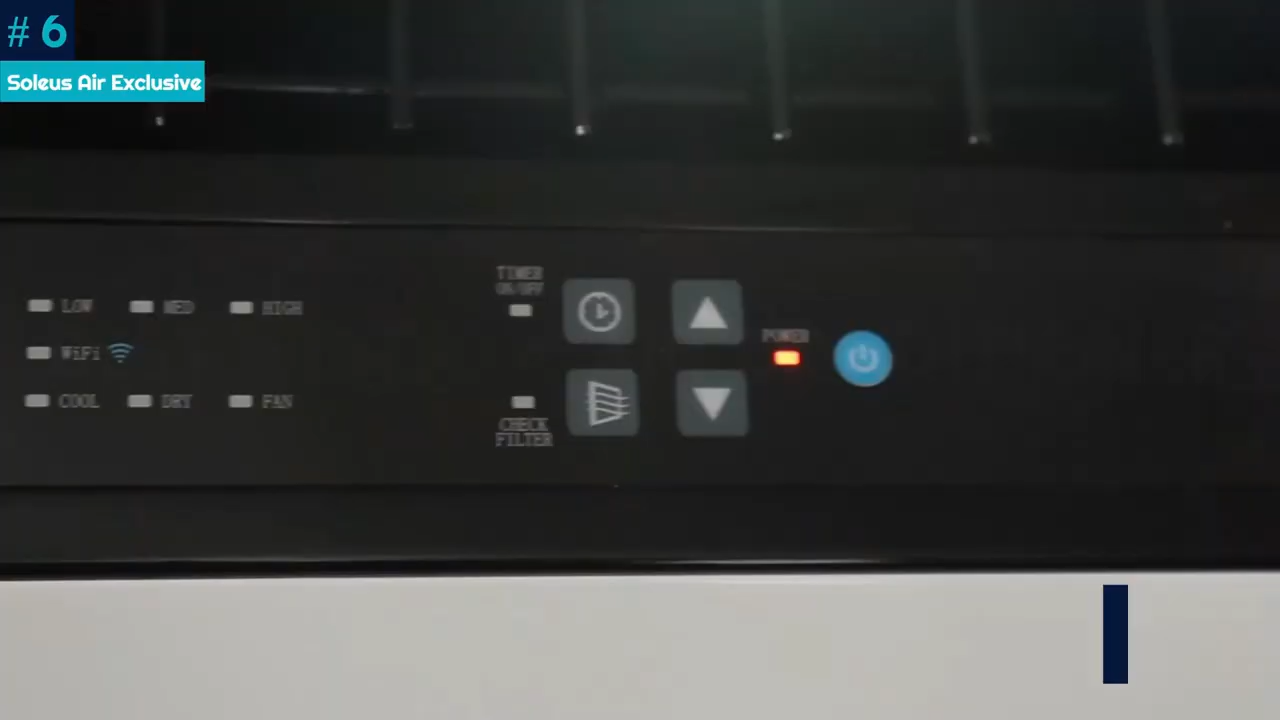 # 6
Soleus Air Exclusive
LOW MED HIGH
WiFi
COOL DRY FAN
TIMER
ON/OFF
CHECK
FILTER
POWER